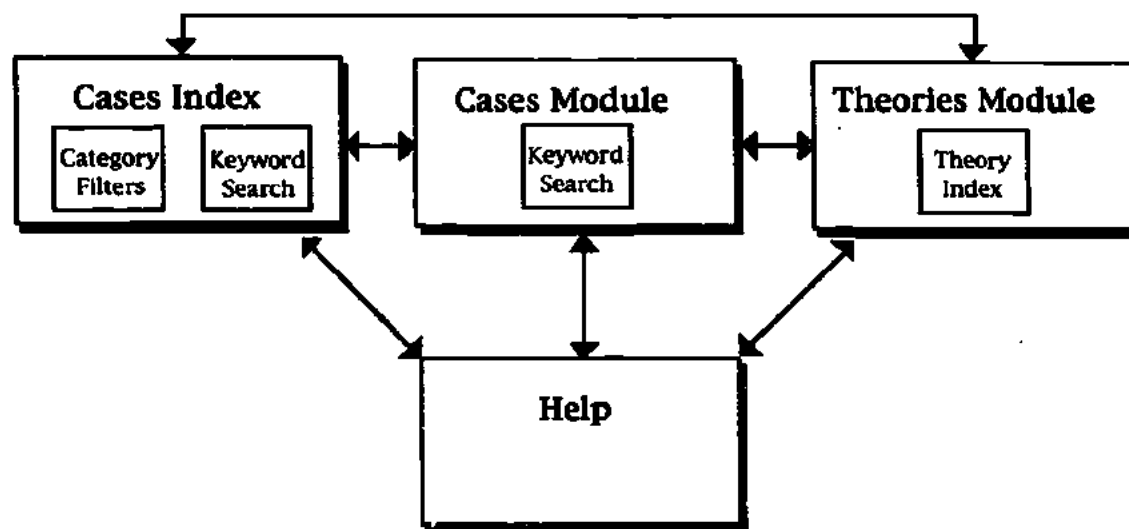 Cases Index
Category
Filters
Keyword
Search
Cases Module
Keyword
Search
Theories Module
Theory
Index
Help